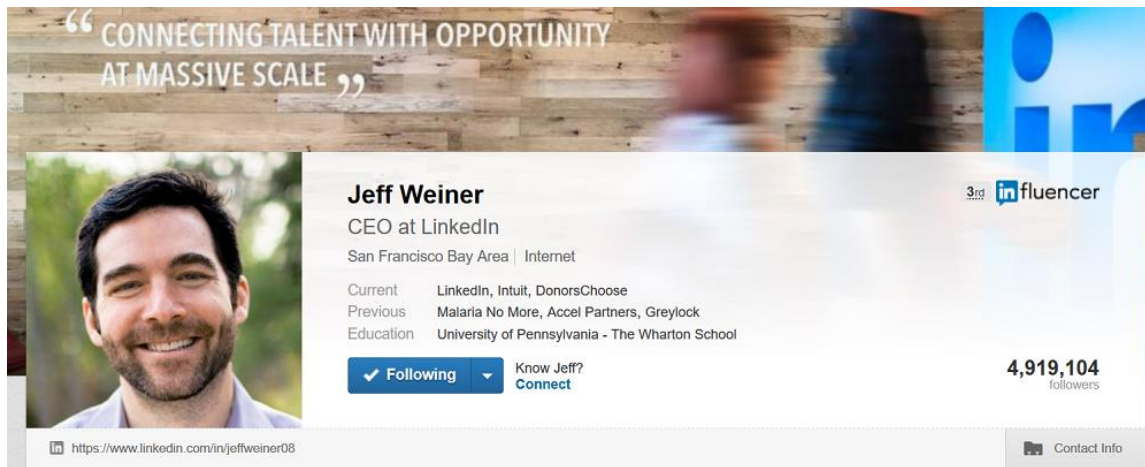 “ CONNECTING TALENT WITH OPPORTUNITY
AT MASSIVE SCALE ”
in
Jeff Weiner
3rd influencer
CEO at LinkedIn
San Francisco Bay Area | Internet
Current LinkedIn, Intuit, DonorsChoose
Previous Malaria No More, Accel Partners, Greylock
Education University of Pennsylvania - The Wharton School
Following
Know Jeff?
Connect
4,919,104
followers
in https://www.linkedin.com/in/jeffweiner08
Contact Info